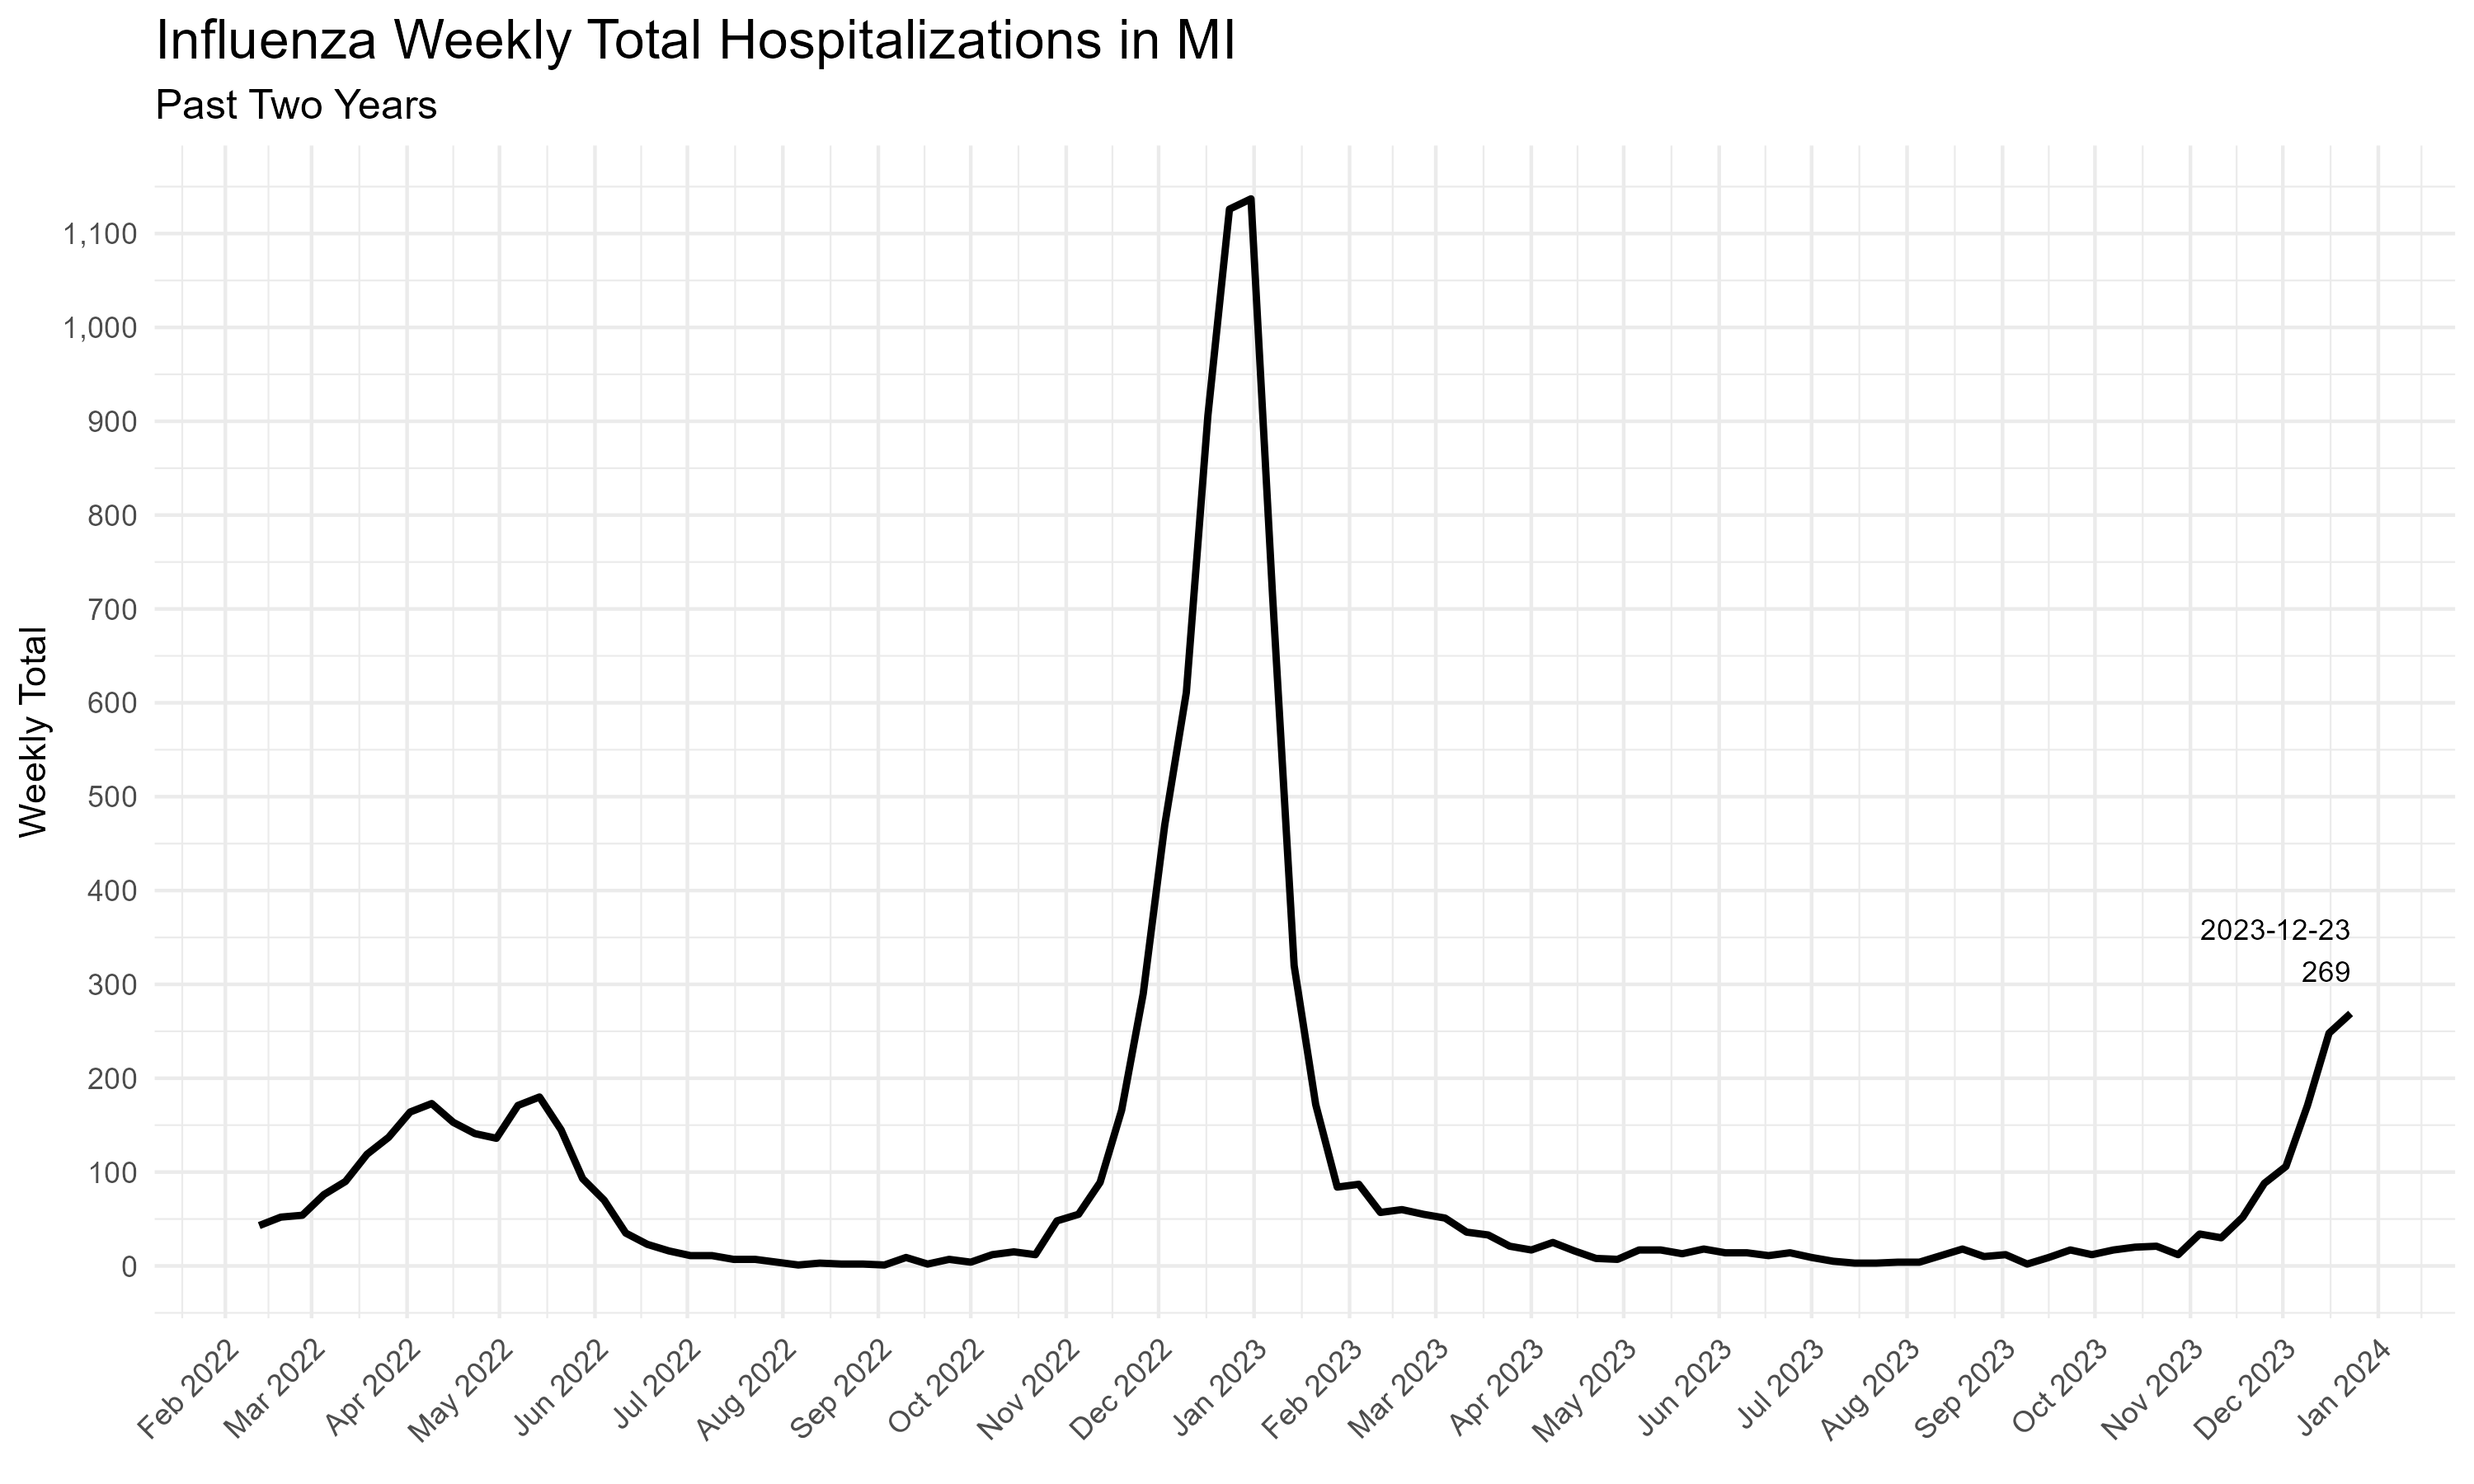 Influenza Weekly Total Hospitalizations in MI
Past Two Years
Weekly Total
1,100
1,000
900
800
700
600
500
400
300
200
100
0
2023-12-23
269
Feb 2022
Mar 2022
Apr 2022
May 2022
Jun 2022
Jul 2022
Aug 2022
Sep 2022
Oct 2022
Nov 2022
Dec 2022
Jan 2023
Feb 2023
Mar 2023
Apr 2023
May 2023
Jun 2023
Jul 2023
Aug 2023
Sep 2023
Oct 2023
Nov 2023
Dec 2023
Jan 2024